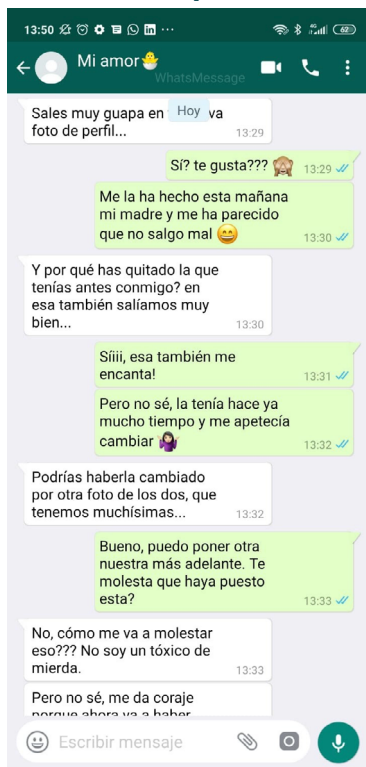 13:50
62
Mi amor🐣
WhatsMessage
Hoy
Sales muy guapa en va
foto de perfil...
13:29
Sí? te gusta??? 🙈 13:29
Me la ha hecho esta mañana
mi madre y me ha parecido
que no salgo mal 😄
13:30
Y por qué has quitado la que
tenías antes conmigo? en
esa también salíamos muy
bien...
13:30
Síiii, esa también me
encanta!
13:31
Pero no sé, la tenía hace ya
mucho tiempo y me apetecía
cambiar 🤷🏻‍♀️
13:32
Podrías haberla cambiado
por otra foto de los dos, que
tenemos muchísimas...
13:32
Bueno, puedo poner otra
nuestra más adelante. Te
molesta que haya puesto
esta?
13:33
No, cómo me va a molestar
eso??? No soy un tóxico de
mierda.
13:33
Pero no sé, me da coraje
porque ahora va a haber
Escribir mensaje